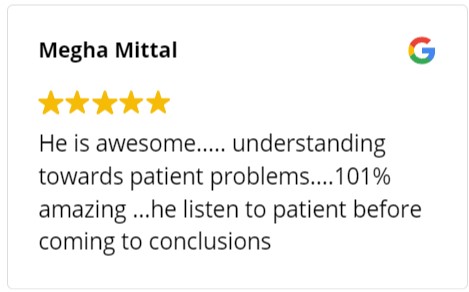 Megha Mittal
He is awesome..... understanding
towards patient problems....101%
amazing ...he listen to patient before
coming to conclusions